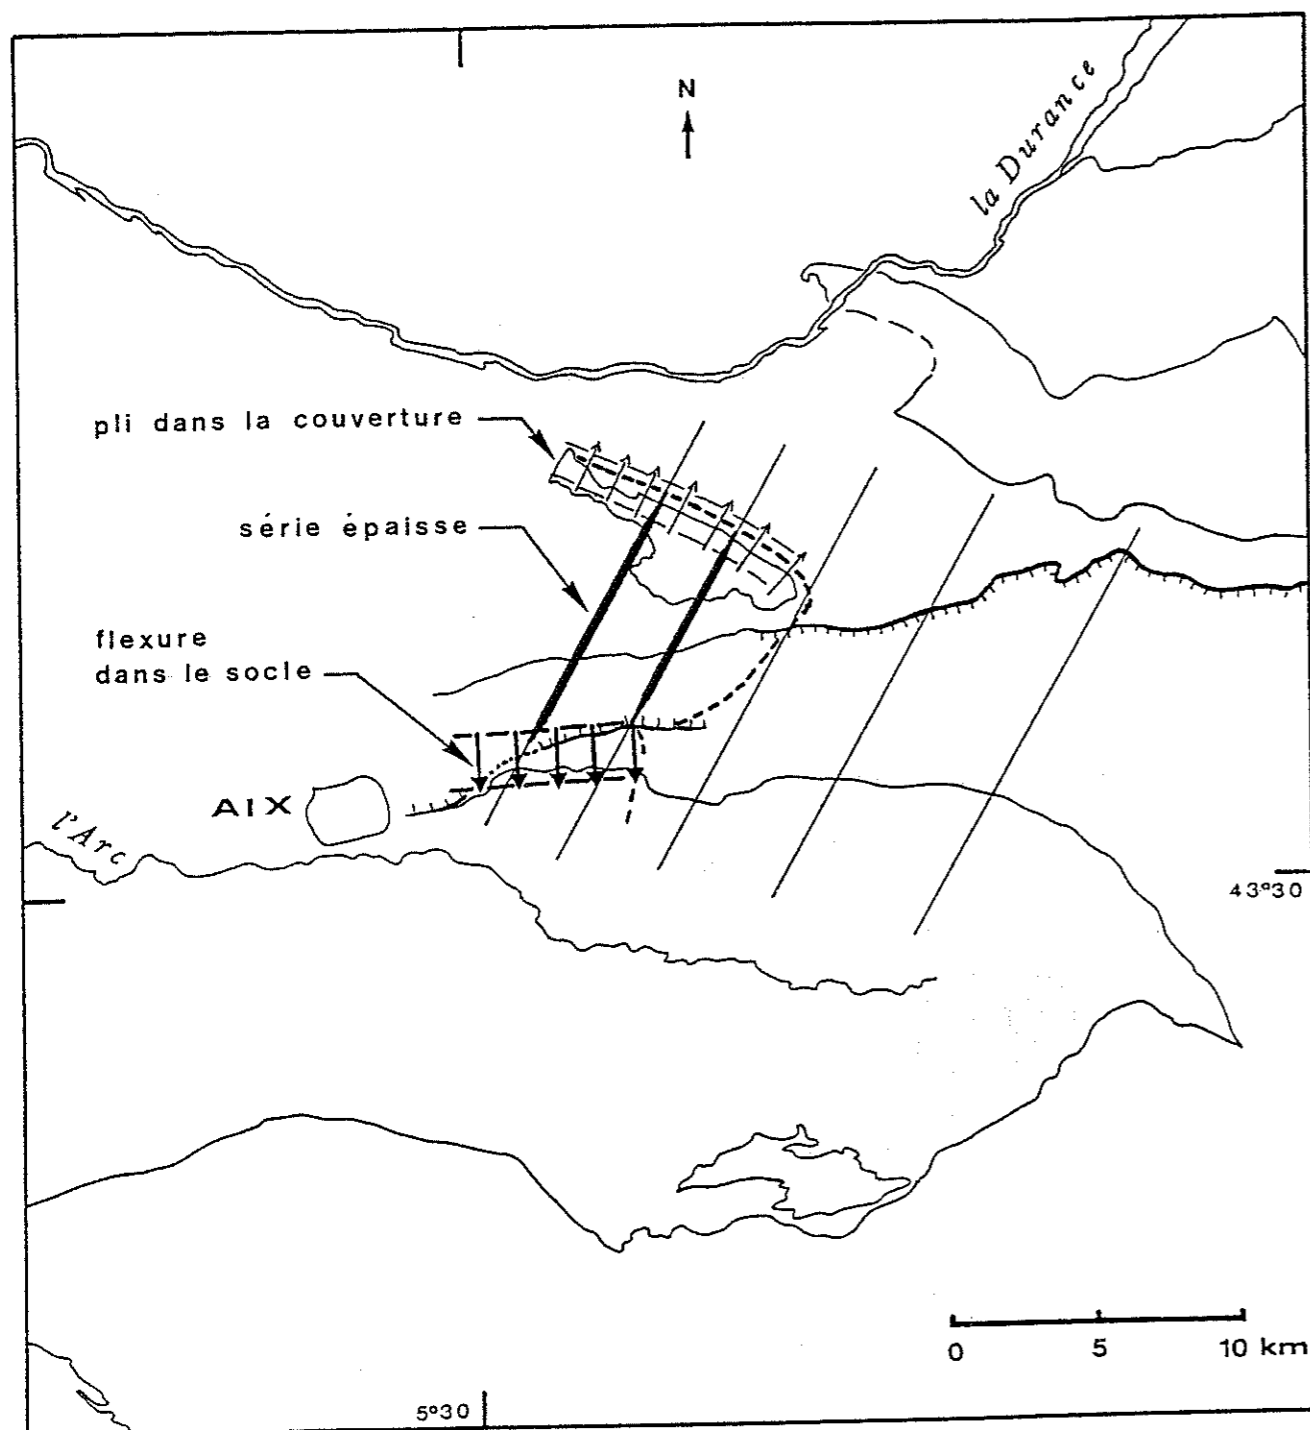 N
la Durance
pli dans la couverture
série épaisse
flexure
dans le socle
AIX
l'Arc
43°30
0 5 10 km
5°30